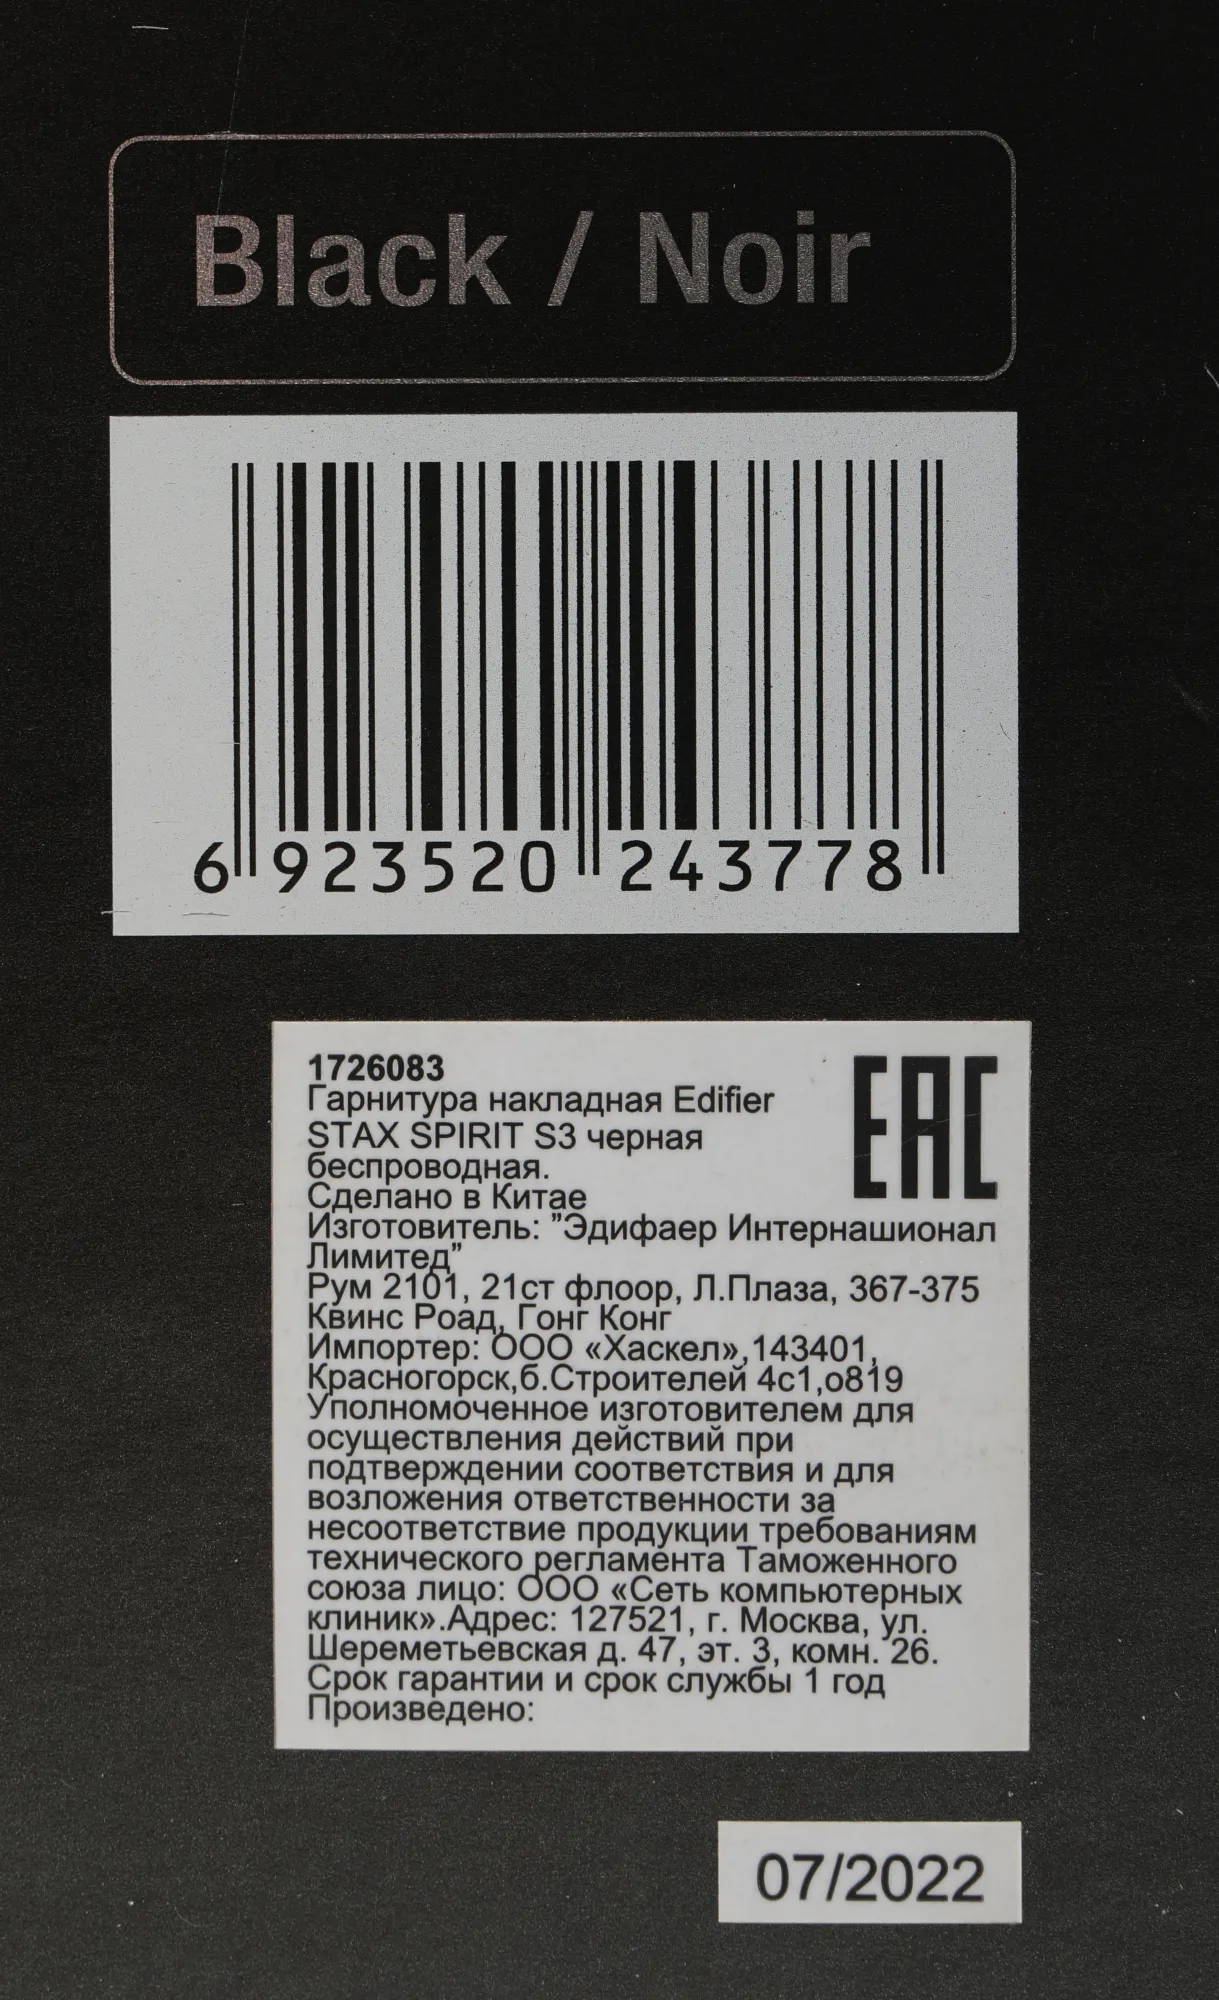 Black / Noir
6 923520 243778
1726083
EAC
Гарнитура накладная Edifier
STAX SPIRIT S3 черная
беспроводная.
Сделано в Китае
Изготовитель: "Эдифаер Интернашионал
Лимитед"
Рум 2101, 21ст флоор, Л.Плаза, 367-375
Квинс Роад, Гонг Конг
Импортер: ООО «Хаскел»,143401,
Красногорск,б.Строителей 4с1,о819
Уполномоченное изготовителем для
осуществления действий при
подтверждении соответствия и для
возложения ответственности за
несоответствие продукции требованиям
технического регламента Таможенного
союза лицо: ООО «Сеть компьютерных
клиник».Адрес: 127521, г. Москва, ул.
Шереметьевская д. 47, эт. 3, комн. 26.
Срок гарантии и срок службы 1 год
Произведено:
07/2022